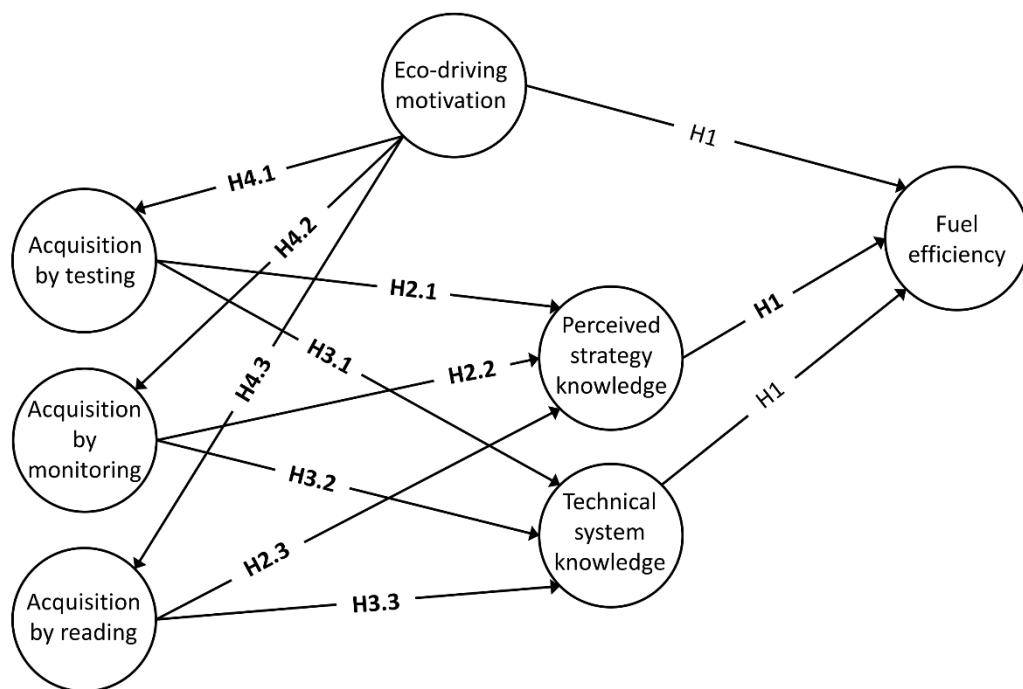 Eco-driving
motivation
H1
H4.1
H4.2
H4.3
Acquisition
by testing
Fuel
efficiency
H2.1
H3.1
H1
Perceived
strategy
knowledge
H2.2
H1
Acquisition
by
monitoring
H3.2
H2.3
Technical
system
knowledge
Acquisition
by reading
H3.3